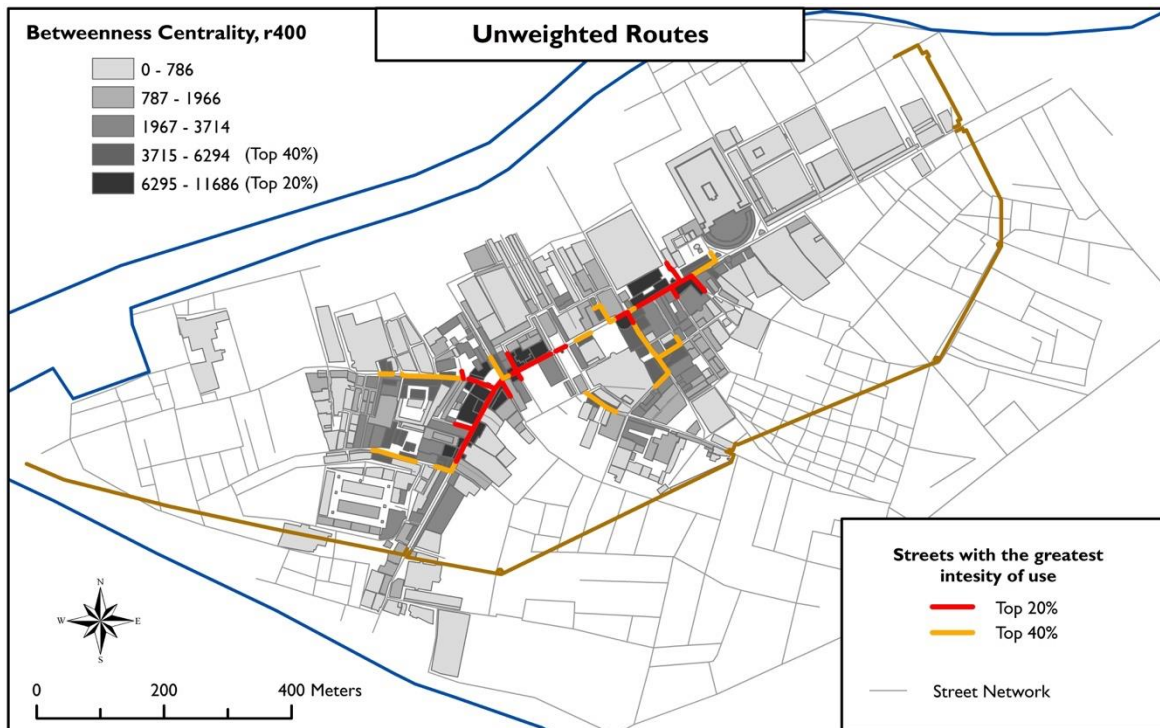 Unweighted Routes
Betweenness Centrality, r400
0 - 786
787 - 1966
1967 - 3714
3715 - 6294 (Top 40%)
6295 - 11686 (Top 20%)
N
W E
S
0 200 400 Meters
Streets with the greatest
intesity of use
Top 20%
Top 40%
Street Network